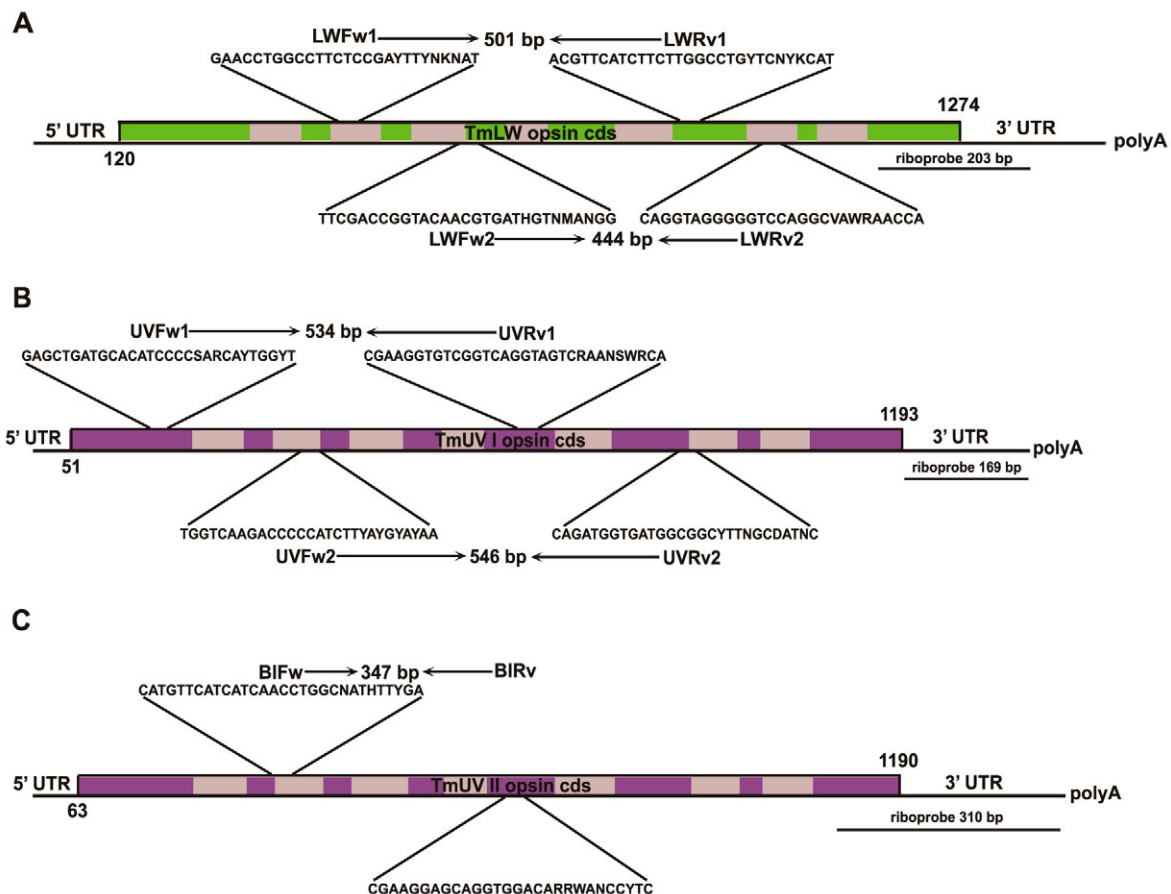 A
LWFw1 501 bp LWRv1
GAACCTGGCCTTCTCCGAYTTYNKNAT ACGTTCATCTTCTTGGCCTGYTCNYKCAT
1274
5' UTR TmLW opsin cds 3' UTR
polyA
120
riboprobe 203 bp
TTCGACCGGTACAACGTGATHGTNMANGG CAGGTAGGGGGTCCAGGCVAWRAACCA
LWFw2 444 bp LWRv2
B
UVFw1 534 bp UVRv1
GAGCTGATGCACATCCCCSARCAYTGGYT CGAAGGTGTCGGTCAGGTAGTCRAANSWRCA
1193
5' UTR TmUV I opsin cds 3' UTR
polyA
51
riboprobe 169 bp
TGGTCAAGACCCCCATCTTYAYGYAYAA CAGATGGTGATGGCGGCYTTNGCDATNC
UVFw2 546 bp UVRv2
C
BlFw 347 bp BlRv
CATGTTCATCATCAACCTGGCNATHTTYGA
1190
5' UTR TmUV II opsin cds 3' UTR
polyA
63
riboprobe 310 bp
CGAAGGAGCAGGTGGACARRWANCCYTC